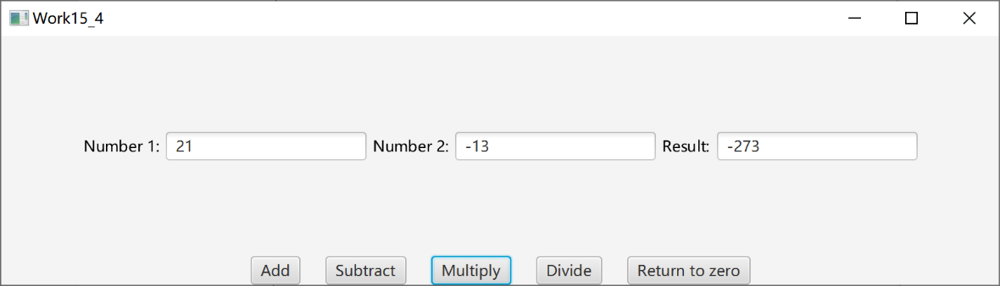 Work15_4
Number 1: 21 Number 2: -13 Result: -273
Add Subtract Multiply Divide Return to zero